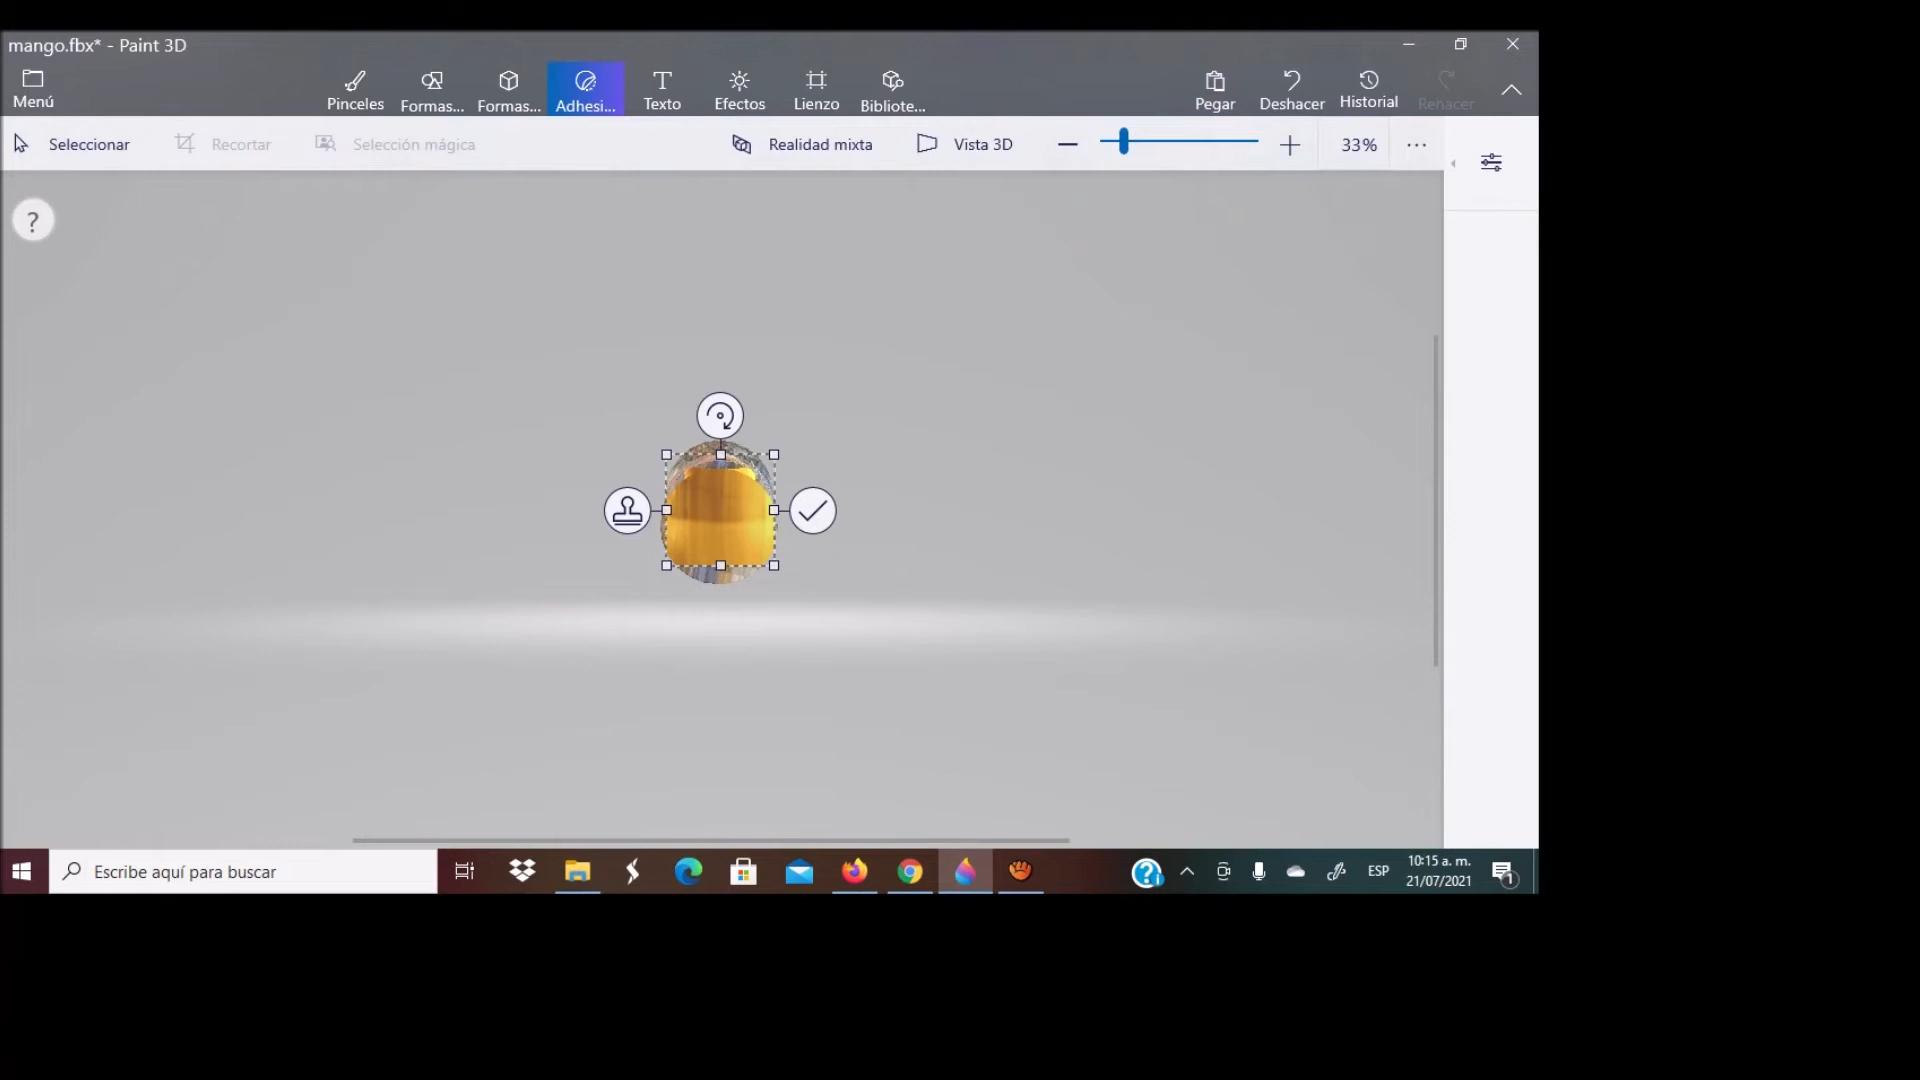 mango.fbx* - Paint 3D
Menú
Pinceles
Formas...
Formas...
Adhesi...
Texto
Efectos
Lienzo
Bibliote...
Pegar
Deshacer
Historial
Rehacer
Seleccionar
Recortar
Selección mágica
Realidad mixta
Vista 3D
33%
?
Escribe aquí para buscar
ESP
10:15 a. m.
21/07/2021
1